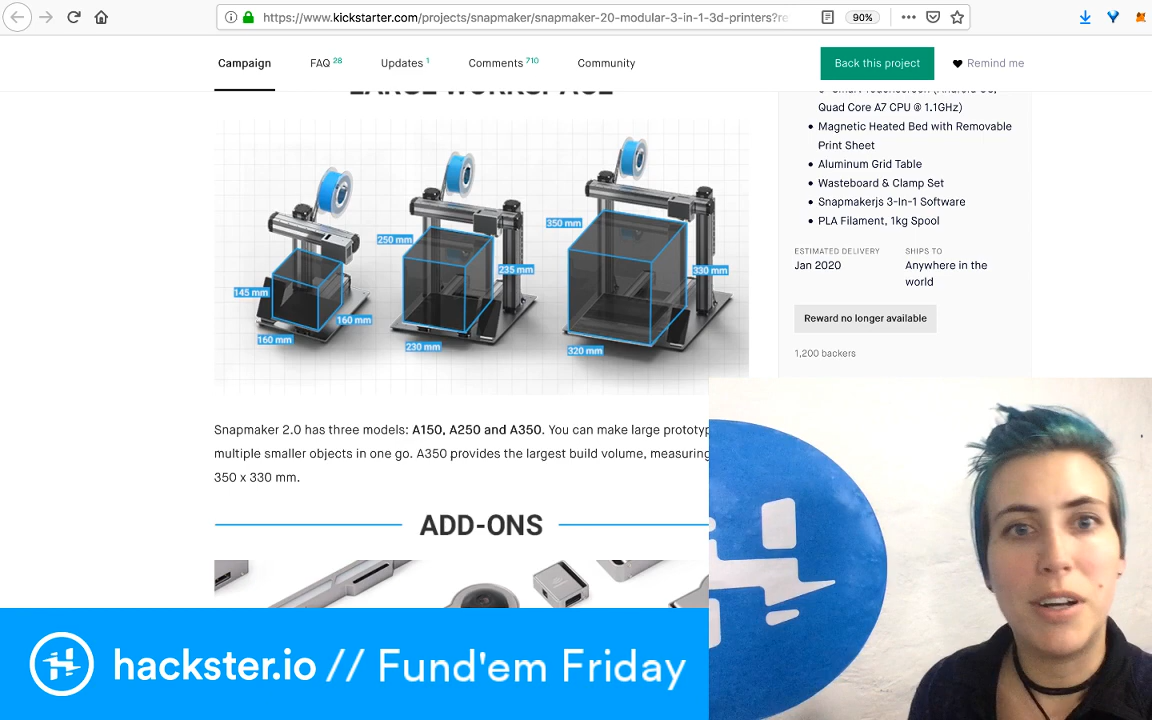 https://www.kickstarter.com/projects/snapmaker/snapmaker-20-modular-3-in-1-3d-printers?re
90%
Campaign
FAQ 28
Updates 1
Comments 710
Community
Back this project
Remind me
LARGE WORKSPACE
350 mm
250 mm
235 mm
330 mm
145 mm
160 mm
160 mm
230 mm
320 mm
Snapmaker 2.0 has three models: A150, A250 and A350. You can make large prototyp
multiple smaller objects in one go. A350 provides the largest build volume, measuring
350 x 330 mm.
ADD-ONS
Quad Core A7 CPU @ 1.1GHz)
Magnetic Heated Bed with Removable
Print Sheet
Aluminum Grid Table
Wasteboard & Clamp Set
Snapmakerjs 3-In-1 Software
PLA Filament, 1kg Spool
ESTIMATED DELIVERY
Jan 2020
SHIPS TO
Anywhere in the
world
Reward no longer available
1,200 backers
hackster.io // Fund'em Friday